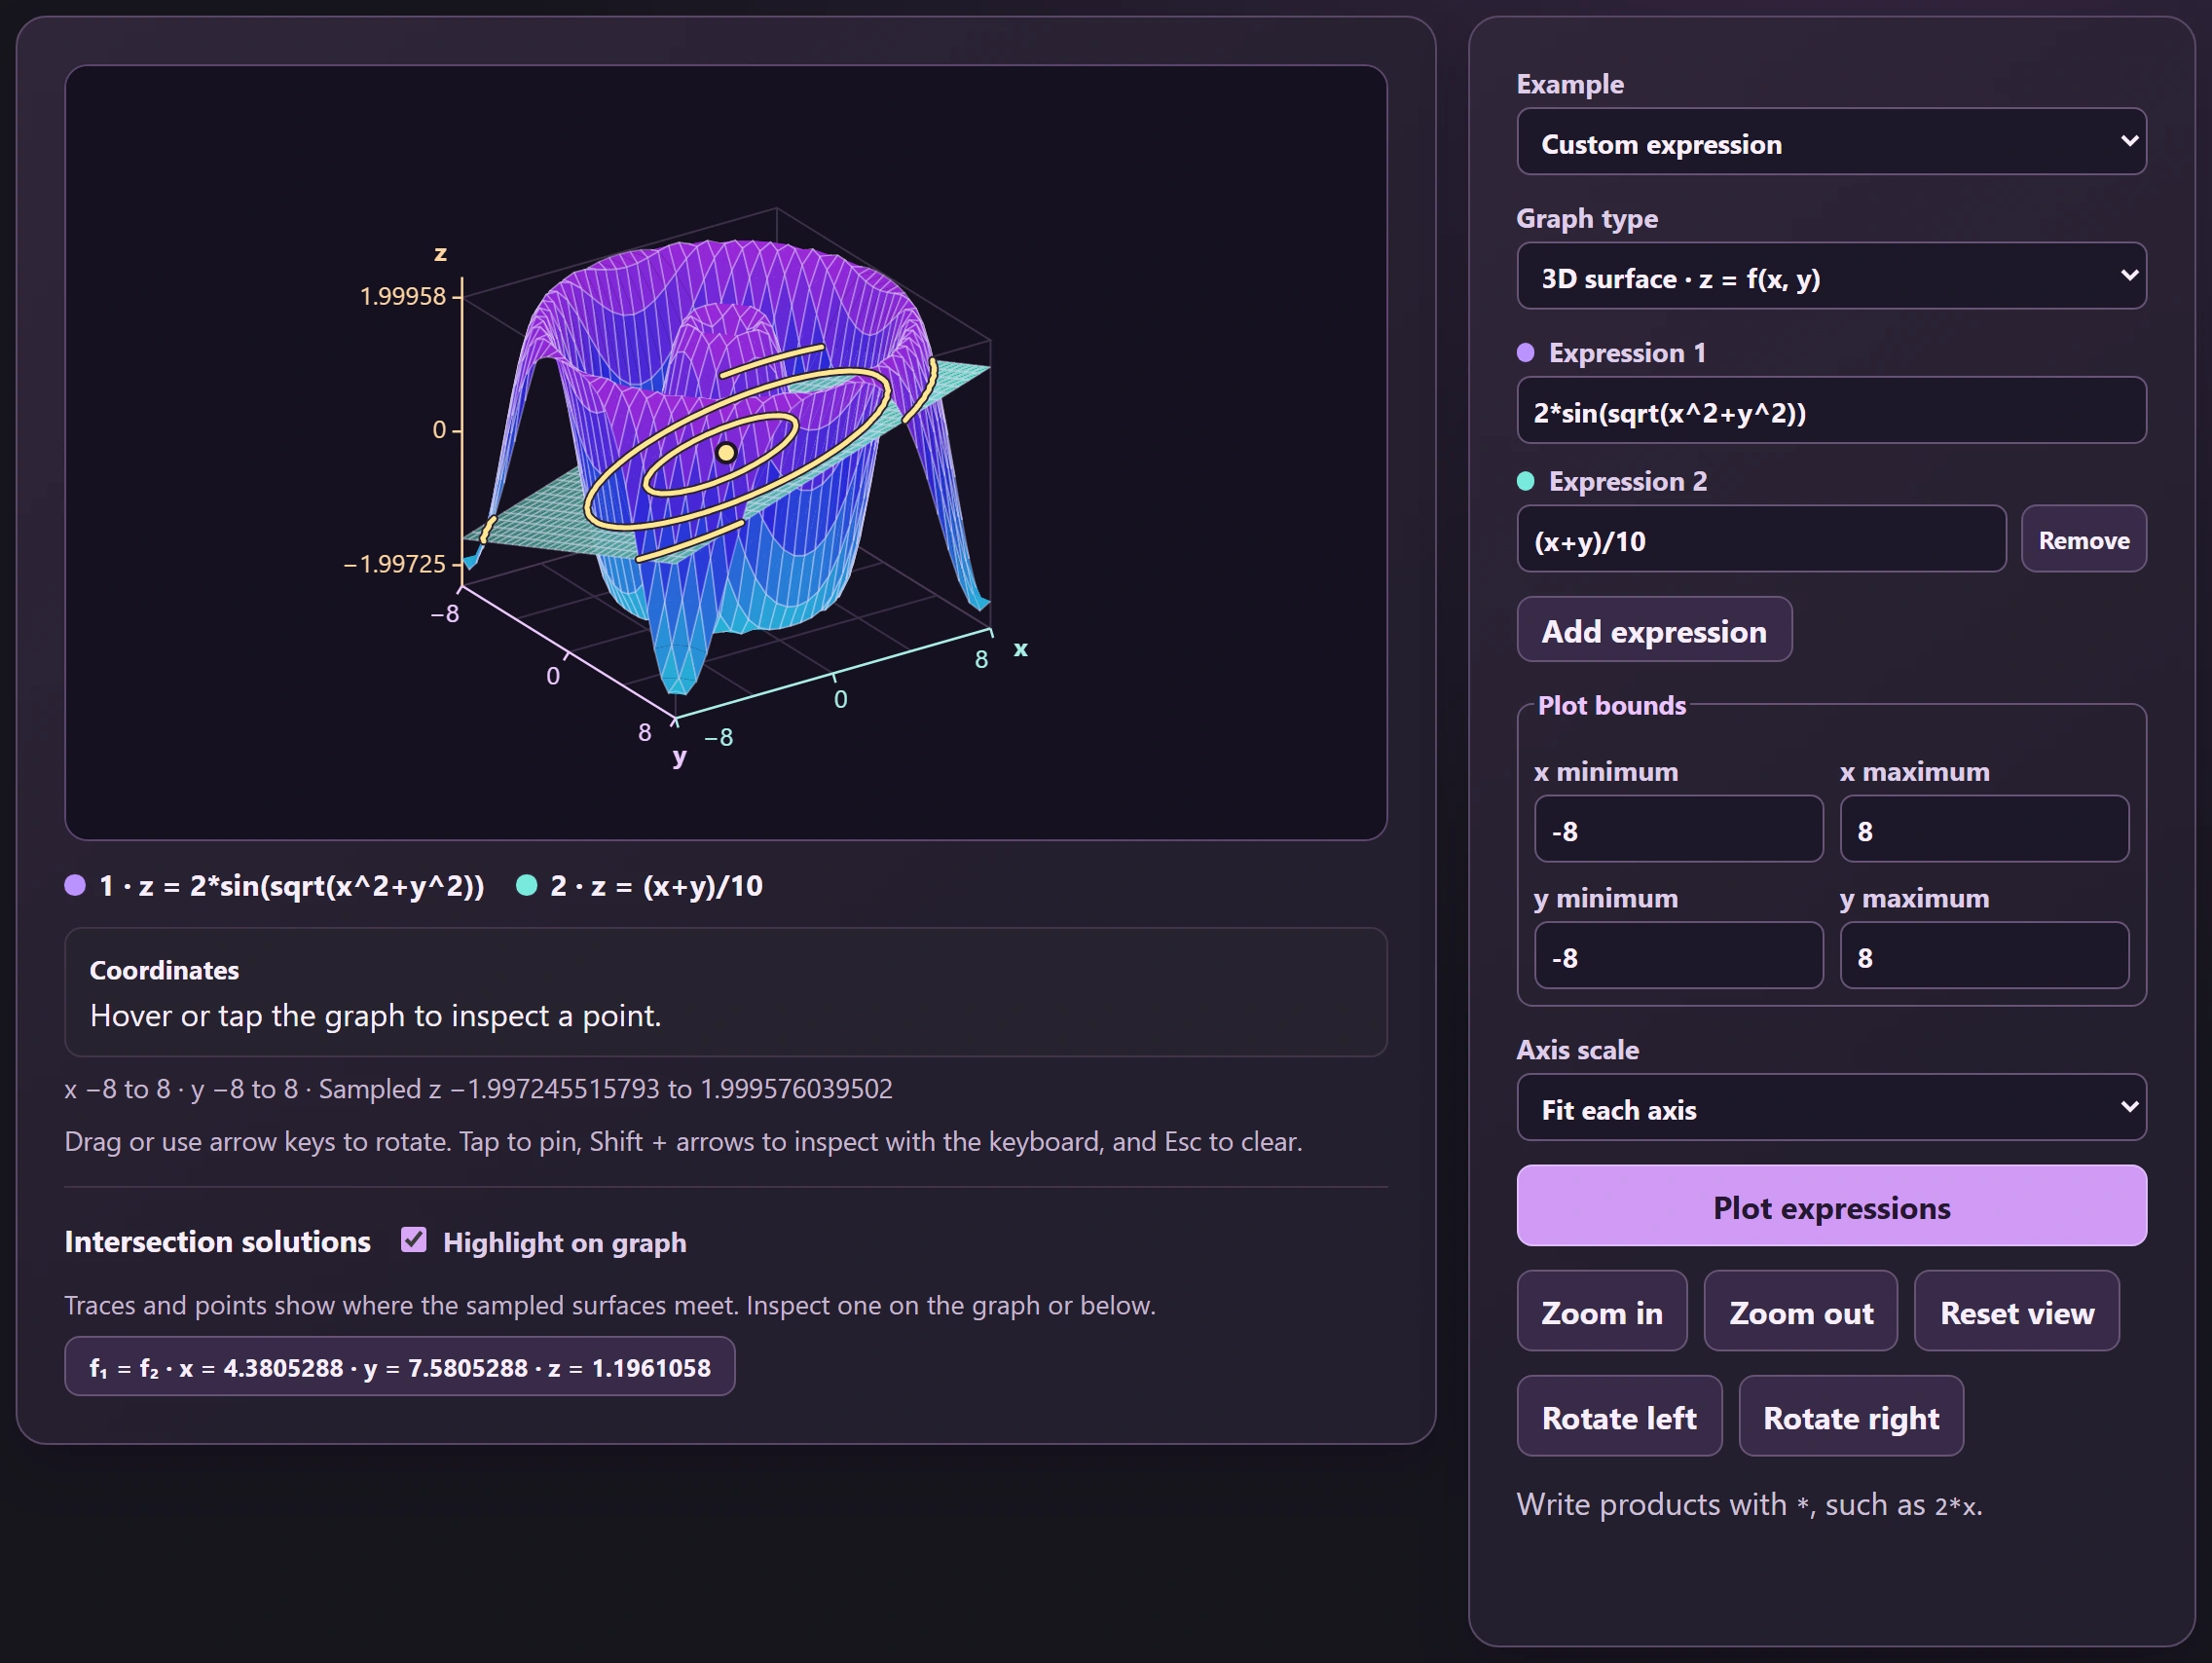 z
1.99958
0
−1.99725
−8
0
8
y
−8
0
8
x
1 · z = 2*sin(sqrt(x^2+y^2))
2 · z = (x+y)/10
Coordinates
Hover or tap the graph to inspect a point.
x −8 to 8 · y −8 to 8 · Sampled z −1.997245515793 to 1.999576039502
Drag or use arrow keys to rotate. Tap to pin, Shift + arrows to inspect with the keyboard, and Esc to clear.
Intersection solutions
Highlight on graph
Traces and points show where the sampled surfaces meet. Inspect one on the graph or below.
f₁ = f₂ · x = 4.3805288 · y = 7.5805288 · z = 1.1961058
Example
Custom expression
Graph type
3D surface · z = f(x, y)
Expression 1
2*sin(sqrt(x^2+y^2))
Expression 2
(x+y)/10
Remove
Add expression
Plot bounds
x minimum
x maximum
-8
8
y minimum
y maximum
-8
8
Axis scale
Fit each axis
Plot expressions
Zoom in
Zoom out
Reset view
Rotate left
Rotate right
Write products with *, such as 2*x.